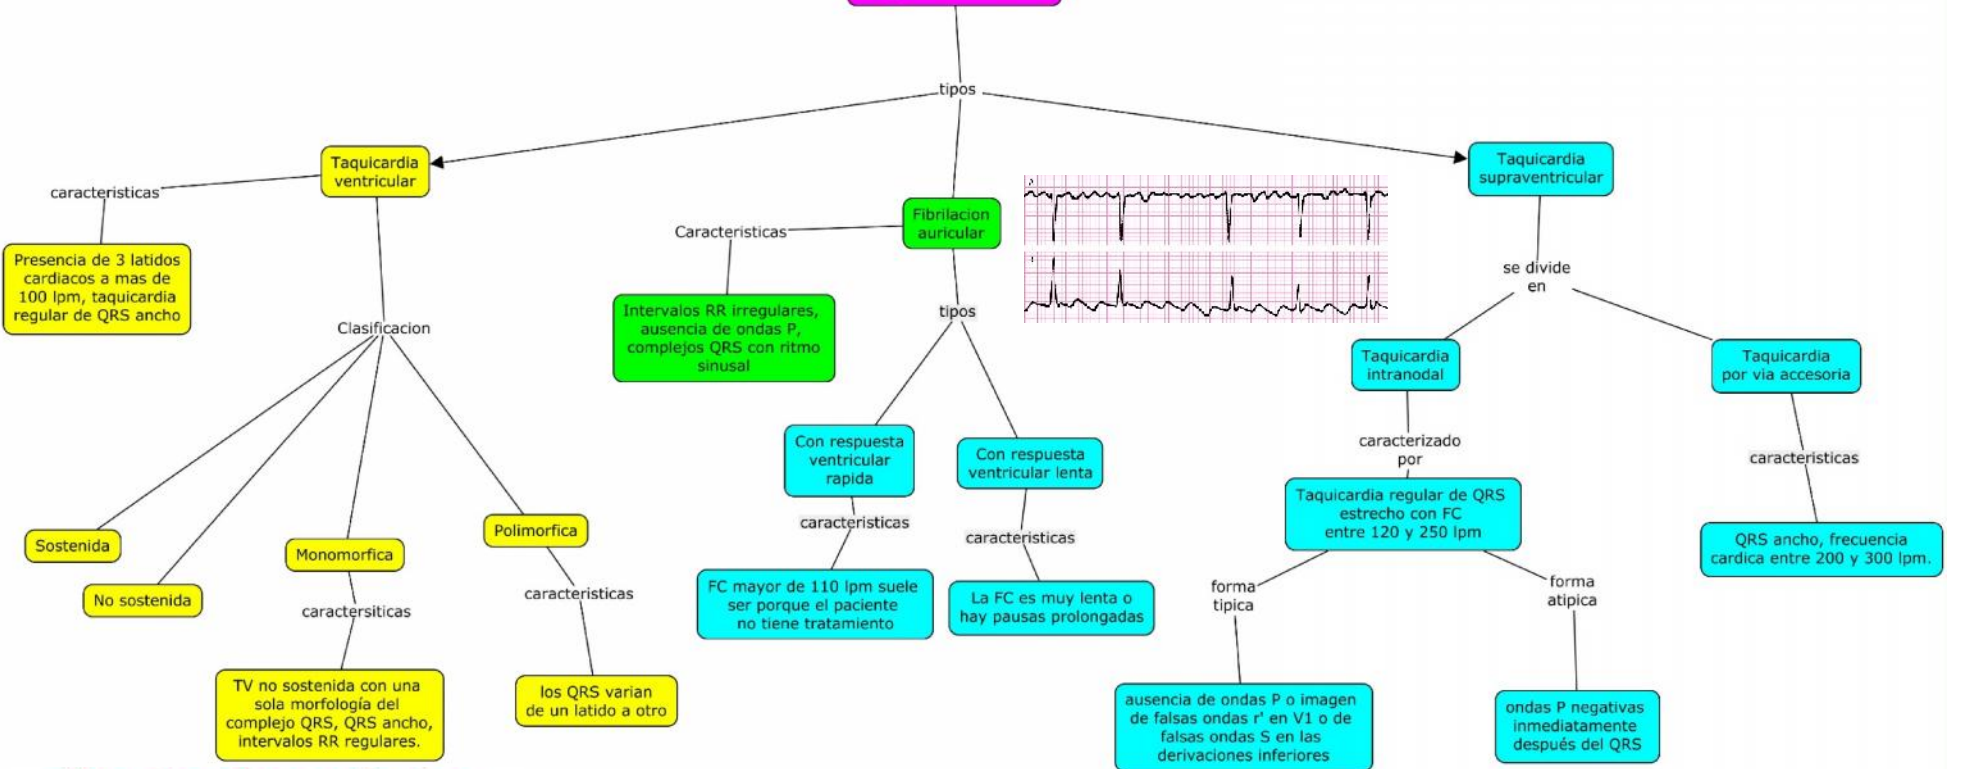 tipos
Taquicardia
ventricular
caracteristicas
Presencia de 3 latidos
cardiacos a mas de
100 lpm, taquicardia
regular de QRS ancho
Clasificacion
Sostenida
No sostenida
Monomorfica
caractersiticas
TV no sostenida con una
sola morfología del
complejo QRS, QRS ancho,
intervalos RR regulares.
Polimorfica
caracteristicas
los QRS varian
de un latido a otro
Fibrilacion
auricular
Caracteristicas
Intervalos RR irregulares,
ausencia de ondas P,
complejos QRS con ritmo
sinusal
tipos
Con respuesta
ventricular
rapida
caracteristicas
FC mayor de 110 lpm suele
ser porque el paciente
no tiene tratamiento
Con respuesta
ventricular lenta
caracteristicas
La FC es muy lenta o
hay pausas prolongadas
Taquicardia
supraventricular
se divide
en
Taquicardia
intranodal
caracterizado
por
Taquicardia regular de QRS
estrecho con FC
entre 120 y 250 lpm
forma
tipica
ausencia de ondas P o imagen
de falsas ondas r' en V1 o de
falsas ondas S en las
derivaciones inferiores
forma
atipica
ondas P negativas
inmediatamente
después del QRS
Taquicardia
por via accesoria
caracteristicas
QRS ancho, frecuencia
cardica entre 200 y 300 lpm.